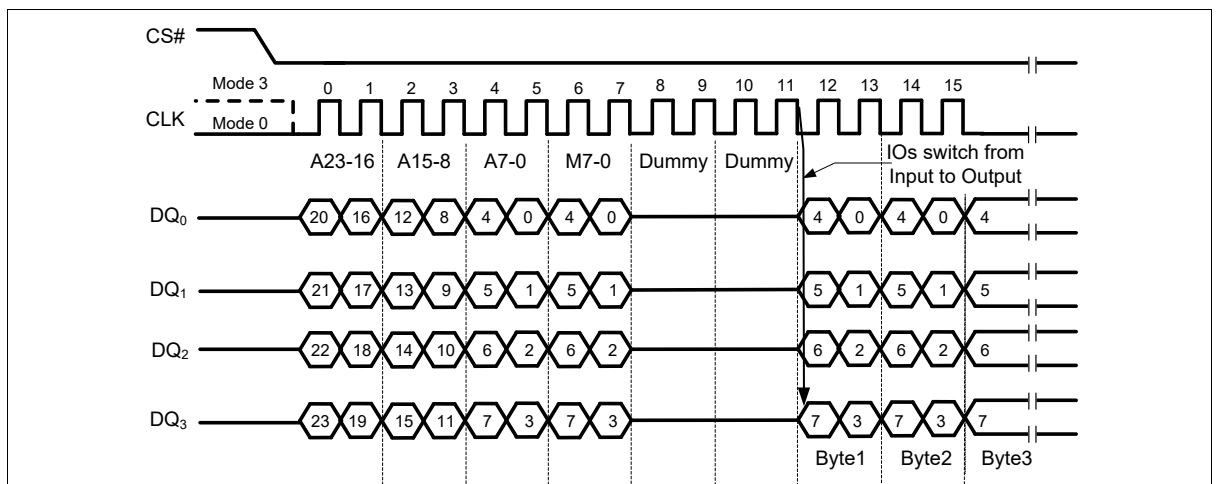 CS#
Mode 3
0 1 2 3 4 5 6 7 8 9 10 11 12 13 14 15
CLK
Mode 0
IOs switch from
Input to Output
A23-16 A15-8 A7-0 M7-0 Dummy Dummy
DQ0 20 16 12 8 4 0 4 0 4 0 4 0 4
DQ1 21 17 13 9 5 1 5 1 5 1 5 1 5
DQ2 22 18 14 10 6 2 6 2 6 2 6 2 6
DQ3 23 19 15 11 7 3 7 3 7 3 7 3 7
Byte1 Byte2 Byte3